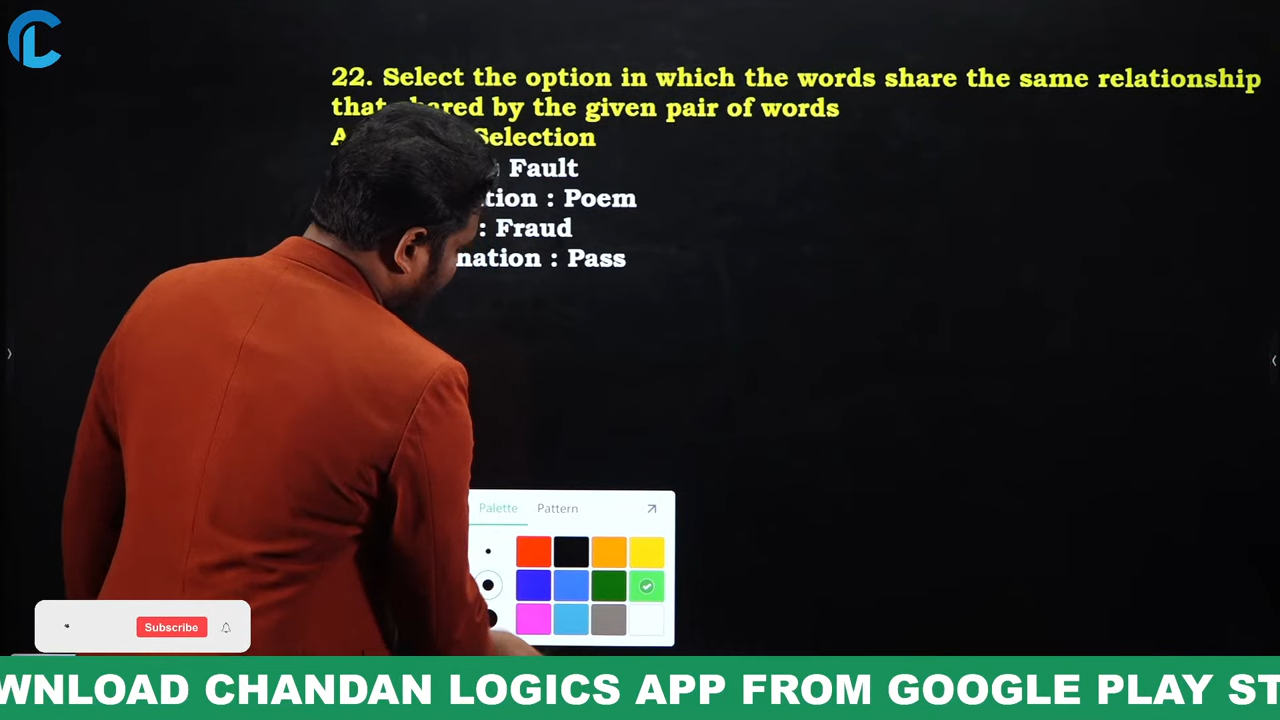 22. Select the option in which the words share the same relationship
that shared by the given pair of words
Selection
: Fault
tion : Poem
: Fraud
nation : Pass
Palette Pattern
Subscribe
WNLOAD CHANDAN LOGICS APP FROM GOOGLE PLAY ST